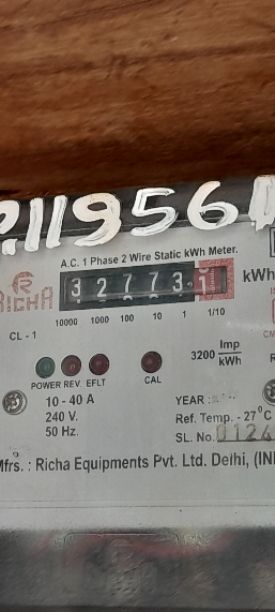 A.C. 1 Phase 2 Wire Static kWh Meter.
RICHA
3 2 7 7 3 1 kWh
10000 1000 100 10 1 1/10
CL - 1
3200 Imp/kWh
POWER REV. EFLT CAL
10 - 40 A
240 V.
50 Hz.
YEAR :
Ref. Temp. - 27°C
SL. No. 0124
Mfrs. : Richa Equipments Pvt. Ltd. Delhi,